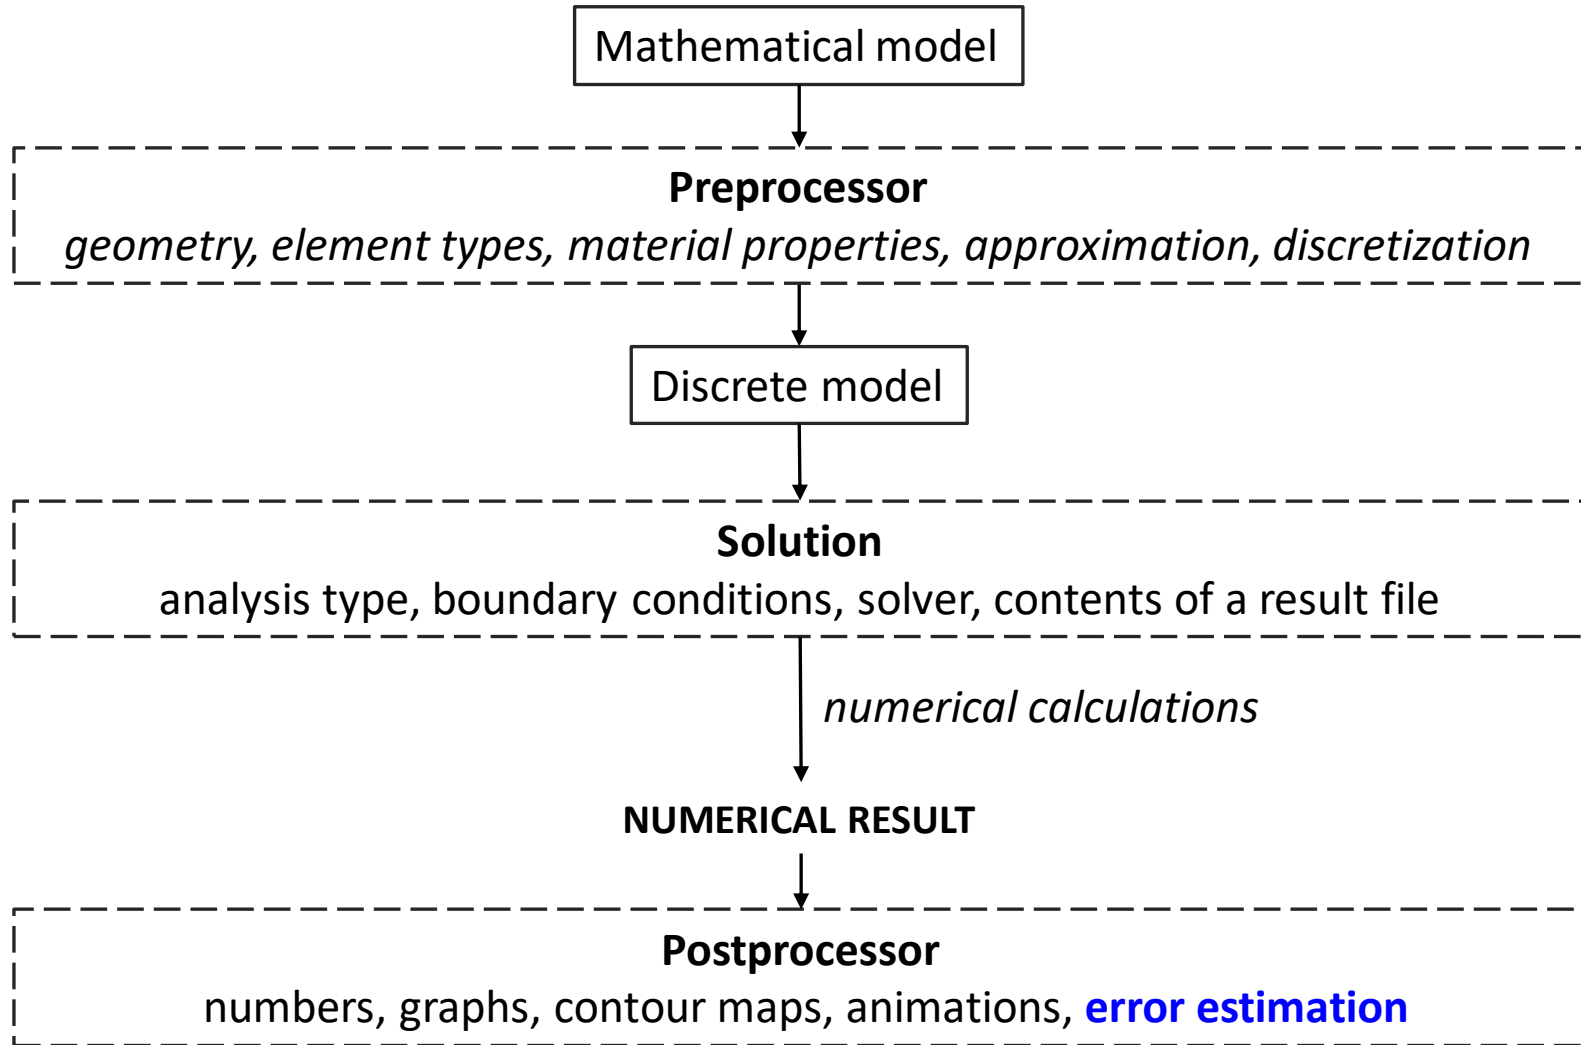 Mathematical model
Preprocessor
geometry, element types, material properties, approximation, discretization
Discrete model
Solution
analysis type, boundary conditions, solver, contents of a result file
numerical calculations
NUMERICAL RESULT
Postprocessor
numbers, graphs, contour maps, animations, error estimation